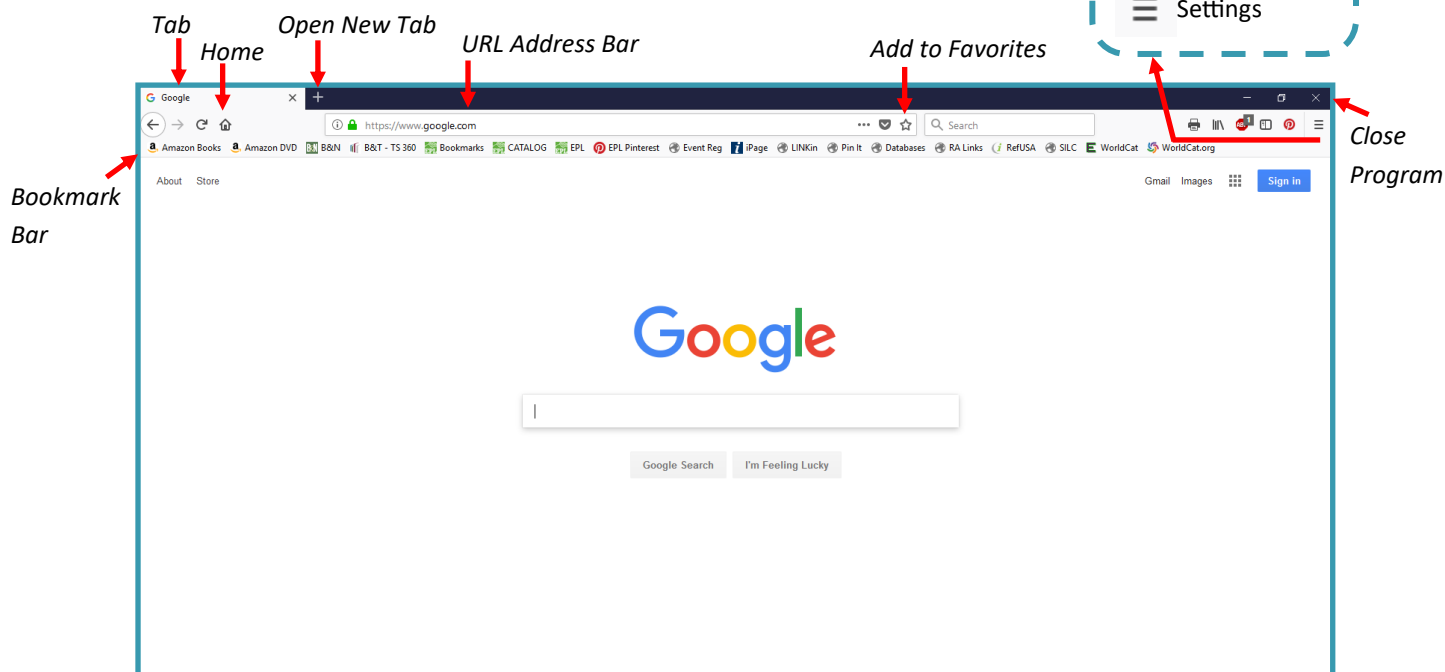 Settings
Tab
Open New Tab
Home
URL Address Bar
Add to Favorites
G Google
https://www.google.com
Search
1
Close
Program
Amazon Books Amazon DVD B&N B&T - TS 360 Bookmarks CATALOG EPL EPL Pinterest Event Reg iPage LINKin Pin It Databases RA Links RefUSA SILC WorldCat WorldCat.org
Bookmark
Bar
About Store
Gmail Images Sign in
Google
Google Search I'm Feeling Lucky